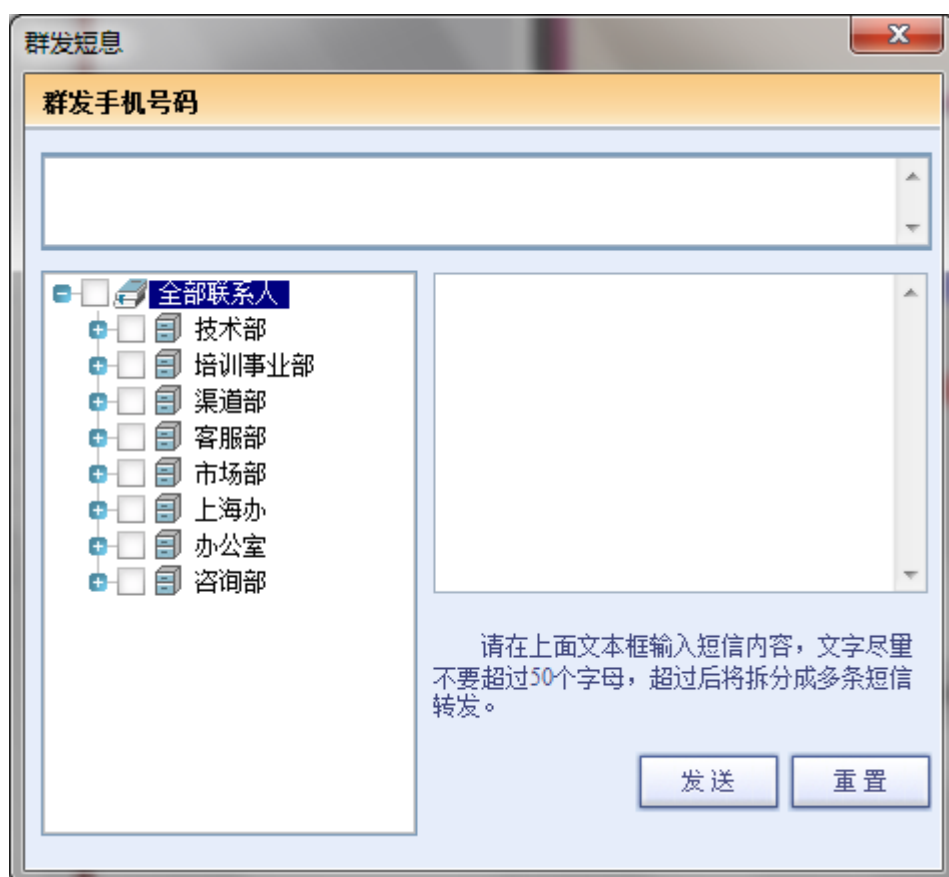 群发短息
群发手机号码
全部联系人
技术部
培训事业部
渠道部
客服部
市场部
上海办
办公室
咨询部
请在上面文本框输入短信内容，文字尽量
不要超过50个字母，超过后将拆分成多条短信
转发。
发送
重置